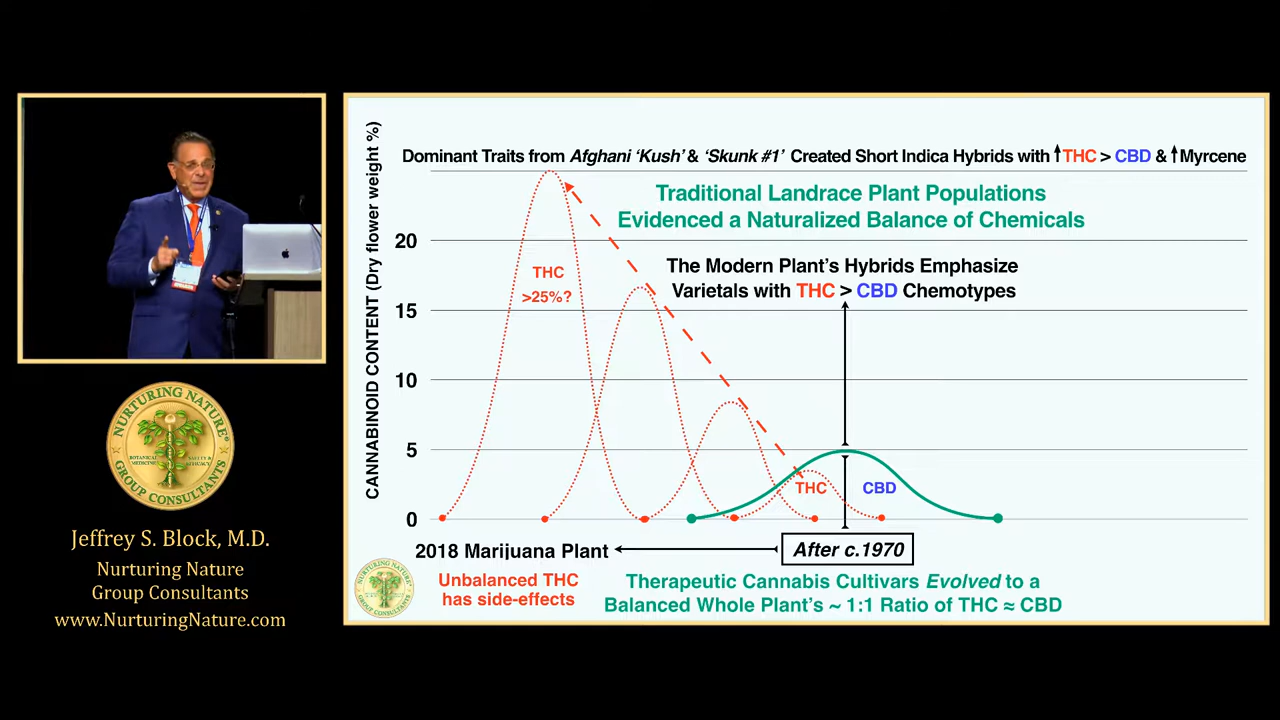 NURTURING NATURE®
BOTANICAL MEDICINES
SAFETY & EFFICACY
GROUP CONSULTANTS
Jeffrey S. Block, M.D.
Nurturing Nature
Group Consultants
www.NurturingNature.com
CANNABINOID CONTENT (Dry flower weight %)
Dominant Traits from Afghani ‘Kush’ & ‘Skunk #1’ Created Short Indica Hybrids with ↑THC > CBD & ↑Myrcene
Traditional Landrace Plant Populations
Evidenced a Naturalized Balance of Chemicals
20
The Modern Plant’s Hybrids Emphasize
Varietals with THC > CBD Chemotypes
THC
>25%?
15
10
5
THC
CBD
0
2018 Marijuana Plant
After c.1970
Unbalanced THC
has side-effects
Therapeutic Cannabis Cultivars Evolved to a
Balanced Whole Plant’s ~ 1:1 Ratio of THC ≈ CBD